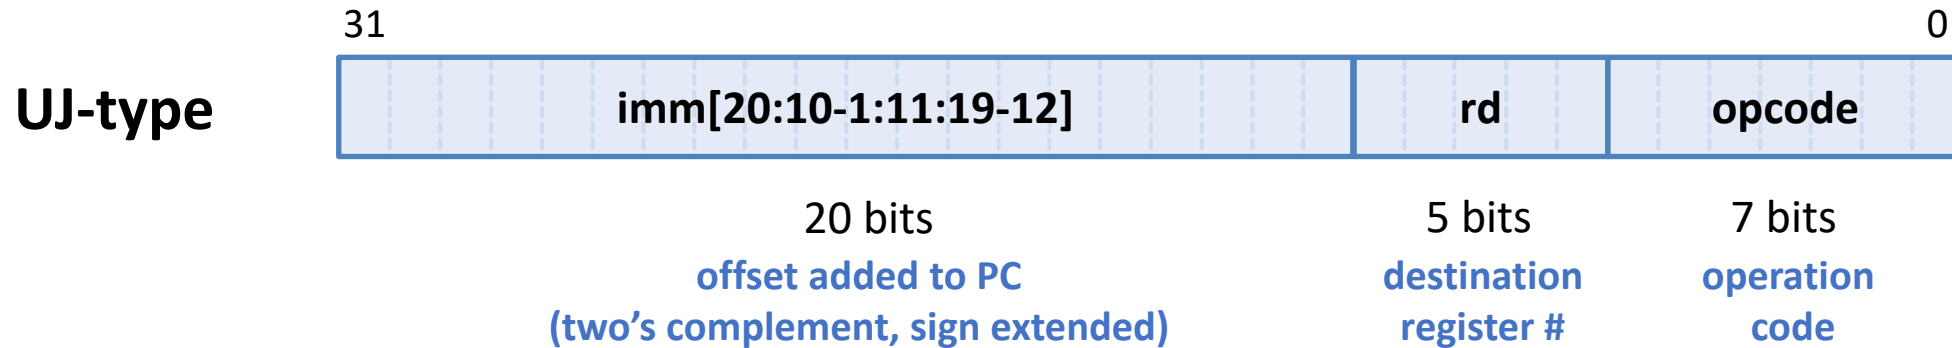 31 0
UJ-type imm[20:10-1:11:19-12] rd opcode
20 bits 5 bits 7 bits
offset added to PC destination operation
(two’s complement, sign extended) register # code